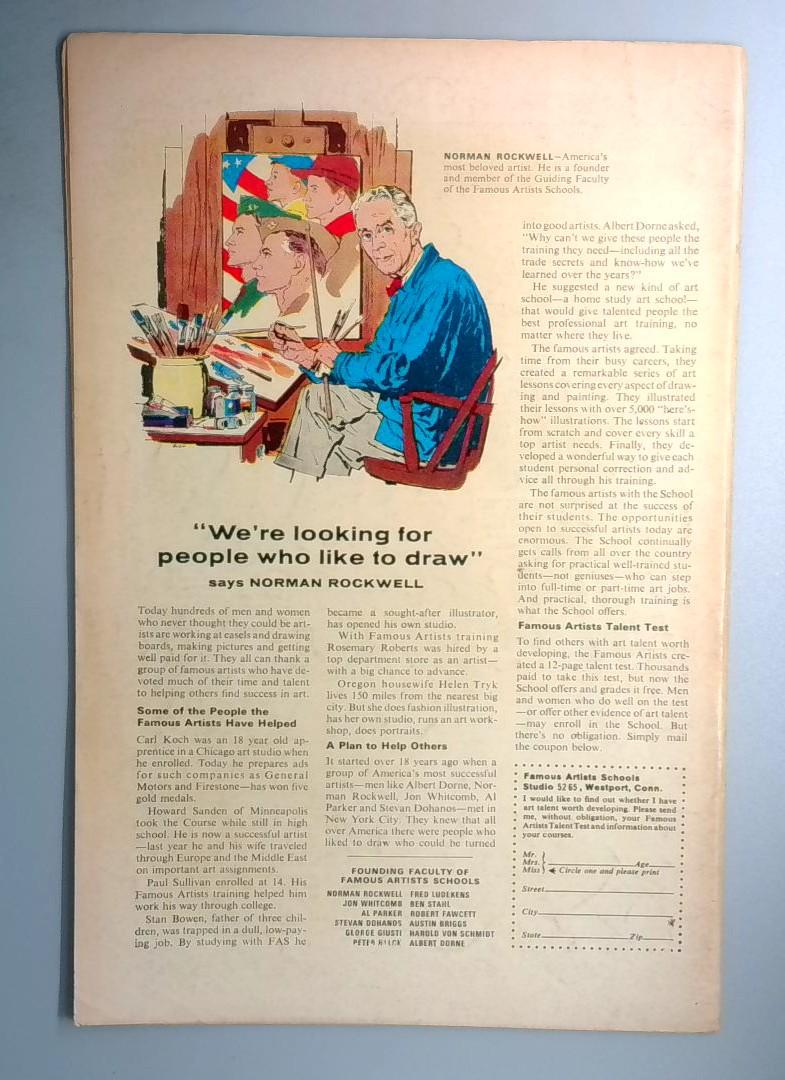 NORMAN ROCKWELL—America's
most beloved artist. He is a founder
and member of the Guiding Faculty
of the Famous Artists Schools.
"We're looking for
people who like to draw"
says NORMAN ROCKWELL
Today hundreds of men and women
who never thought they could be art-
ists are working at easels and drawing
boards, making pictures and getting
well paid for it. They all can thank a
group of famous artists who have de-
voted much of their time and talent
to helping others find success in art.
Some of the People the
Famous Artists Have Helped
Carl Koch was an 18 year old ap-
prentice in a Chicago art studio when
he enrolled. Today he prepares ads
for such companies as General
Motors and Firestone—has won five
gold medals.
Howard Sanden of Minneapolis
took the Course while still in high
school. He is now a successful artist
—last year he and his wife traveled
through Europe and the Middle East
on important art assignments.
Paul Sullivan enrolled at 14. His
Famous Artists training helped him
work his way through college.
Stan Bowen, father of three chil-
dren, was trapped in a dull, low-pay-
ing job. By studying with FAS he
became a sought-after illustrator,
has opened his own studio.
With Famous Artists training
Rosemary Roberts was hired by a
top department store as an artist—
with a big chance to advance.
Oregon housewife Helen Tryk
lives 150 miles from the nearest big
city. But she does fashion illustration,
has her own studio, runs an art work-
shop, does portraits.
A Plan to Help Others
It started over 18 years ago when a
group of America's most successful
artists—men like Albert Dorne, Nor-
man Rockwell, Jon Whitcomb, Al
Parker and Stevan Dohanos—met in
New York City. They knew that all
over America there were people who
liked to draw who could be turned
into good artists. Albert Dorne asked,
"Why can't we give these people the
training they need—including all the
trade secrets and know-how we've
learned over the years?"
He suggested a new kind of art
school—a home study art school—
that would give talented people the
best professional art training, no
matter where they live.
The famous artists agreed. Taking
time from their busy careers, they
created a remarkable series of art
lessons covering every aspect of draw-
ing and painting. They illustrated
their lessons with over 5,000 "here's-
how" illustrations. The lessons start
from scratch and cover every skill a
top artist needs. Finally, they de-
veloped a wonderful way to give each
student personal correction and ad-
vice all through his training.
The famous artists with the School
are not surprised at the success of
their students. The opportunities
open to successful artists today are
enormous. The School continually
gets calls from all over the country
asking for practical well-trained stu-
dents—not geniuses—who can step
into full-time or part-time art jobs.
And practical, thorough training is
what the School offers.
Famous Artists Talent Test
To find others with art talent worth
developing, the Famous Artists cre-
ated a 12-page talent test. Thousands
paid to take this test, but now the
School offers and grades it free. Men
and women who do well on the test
—or offer other evidence of art talent
—may enroll in the School. But
there's no obligation. Simply mail
the coupon below.
FOUNDING FACULTY OF
FAMOUS ARTISTS SCHOOLS
NORMAN ROCKWELL FRED LUDEKENS
JON WHITCOMB BEN STAHL
AL PARKER ROBERT FAWCETT
STEVAN DOHANOS AUSTIN BRIGGS
GEORGE GIUSTI HAROLD VON SCHMIDT
PETER HELCK ALBERT DORNE
Famous Artists Schools
Studio 5265, Westport, Conn.
I would like to find out whether I have
art talent worth developing. Please send
me, without obligation, your Famous
Artists Talent Test and information about
your courses.
Mr.
Mrs. Age
Miss Circle one and please print
Street
City
State Zip